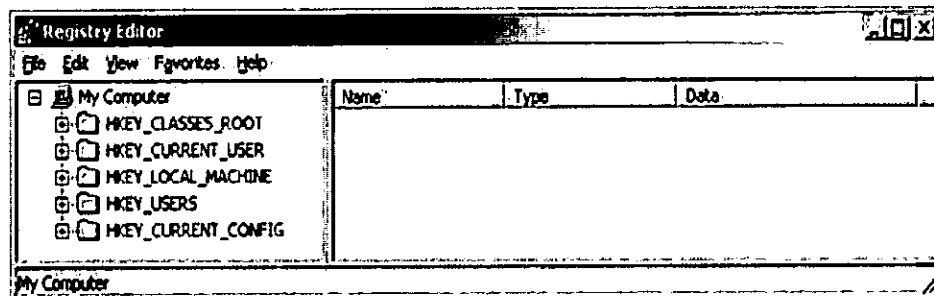 Registry Editor
File Edit View Favorites Help
My Computer
Name Type Data
HKEY_CLASSES_ROOT
HKEY_CURRENT_USER
HKEY_LOCAL_MACHINE
HKEY_USERS
HKEY_CURRENT_CONFIG
My Computer